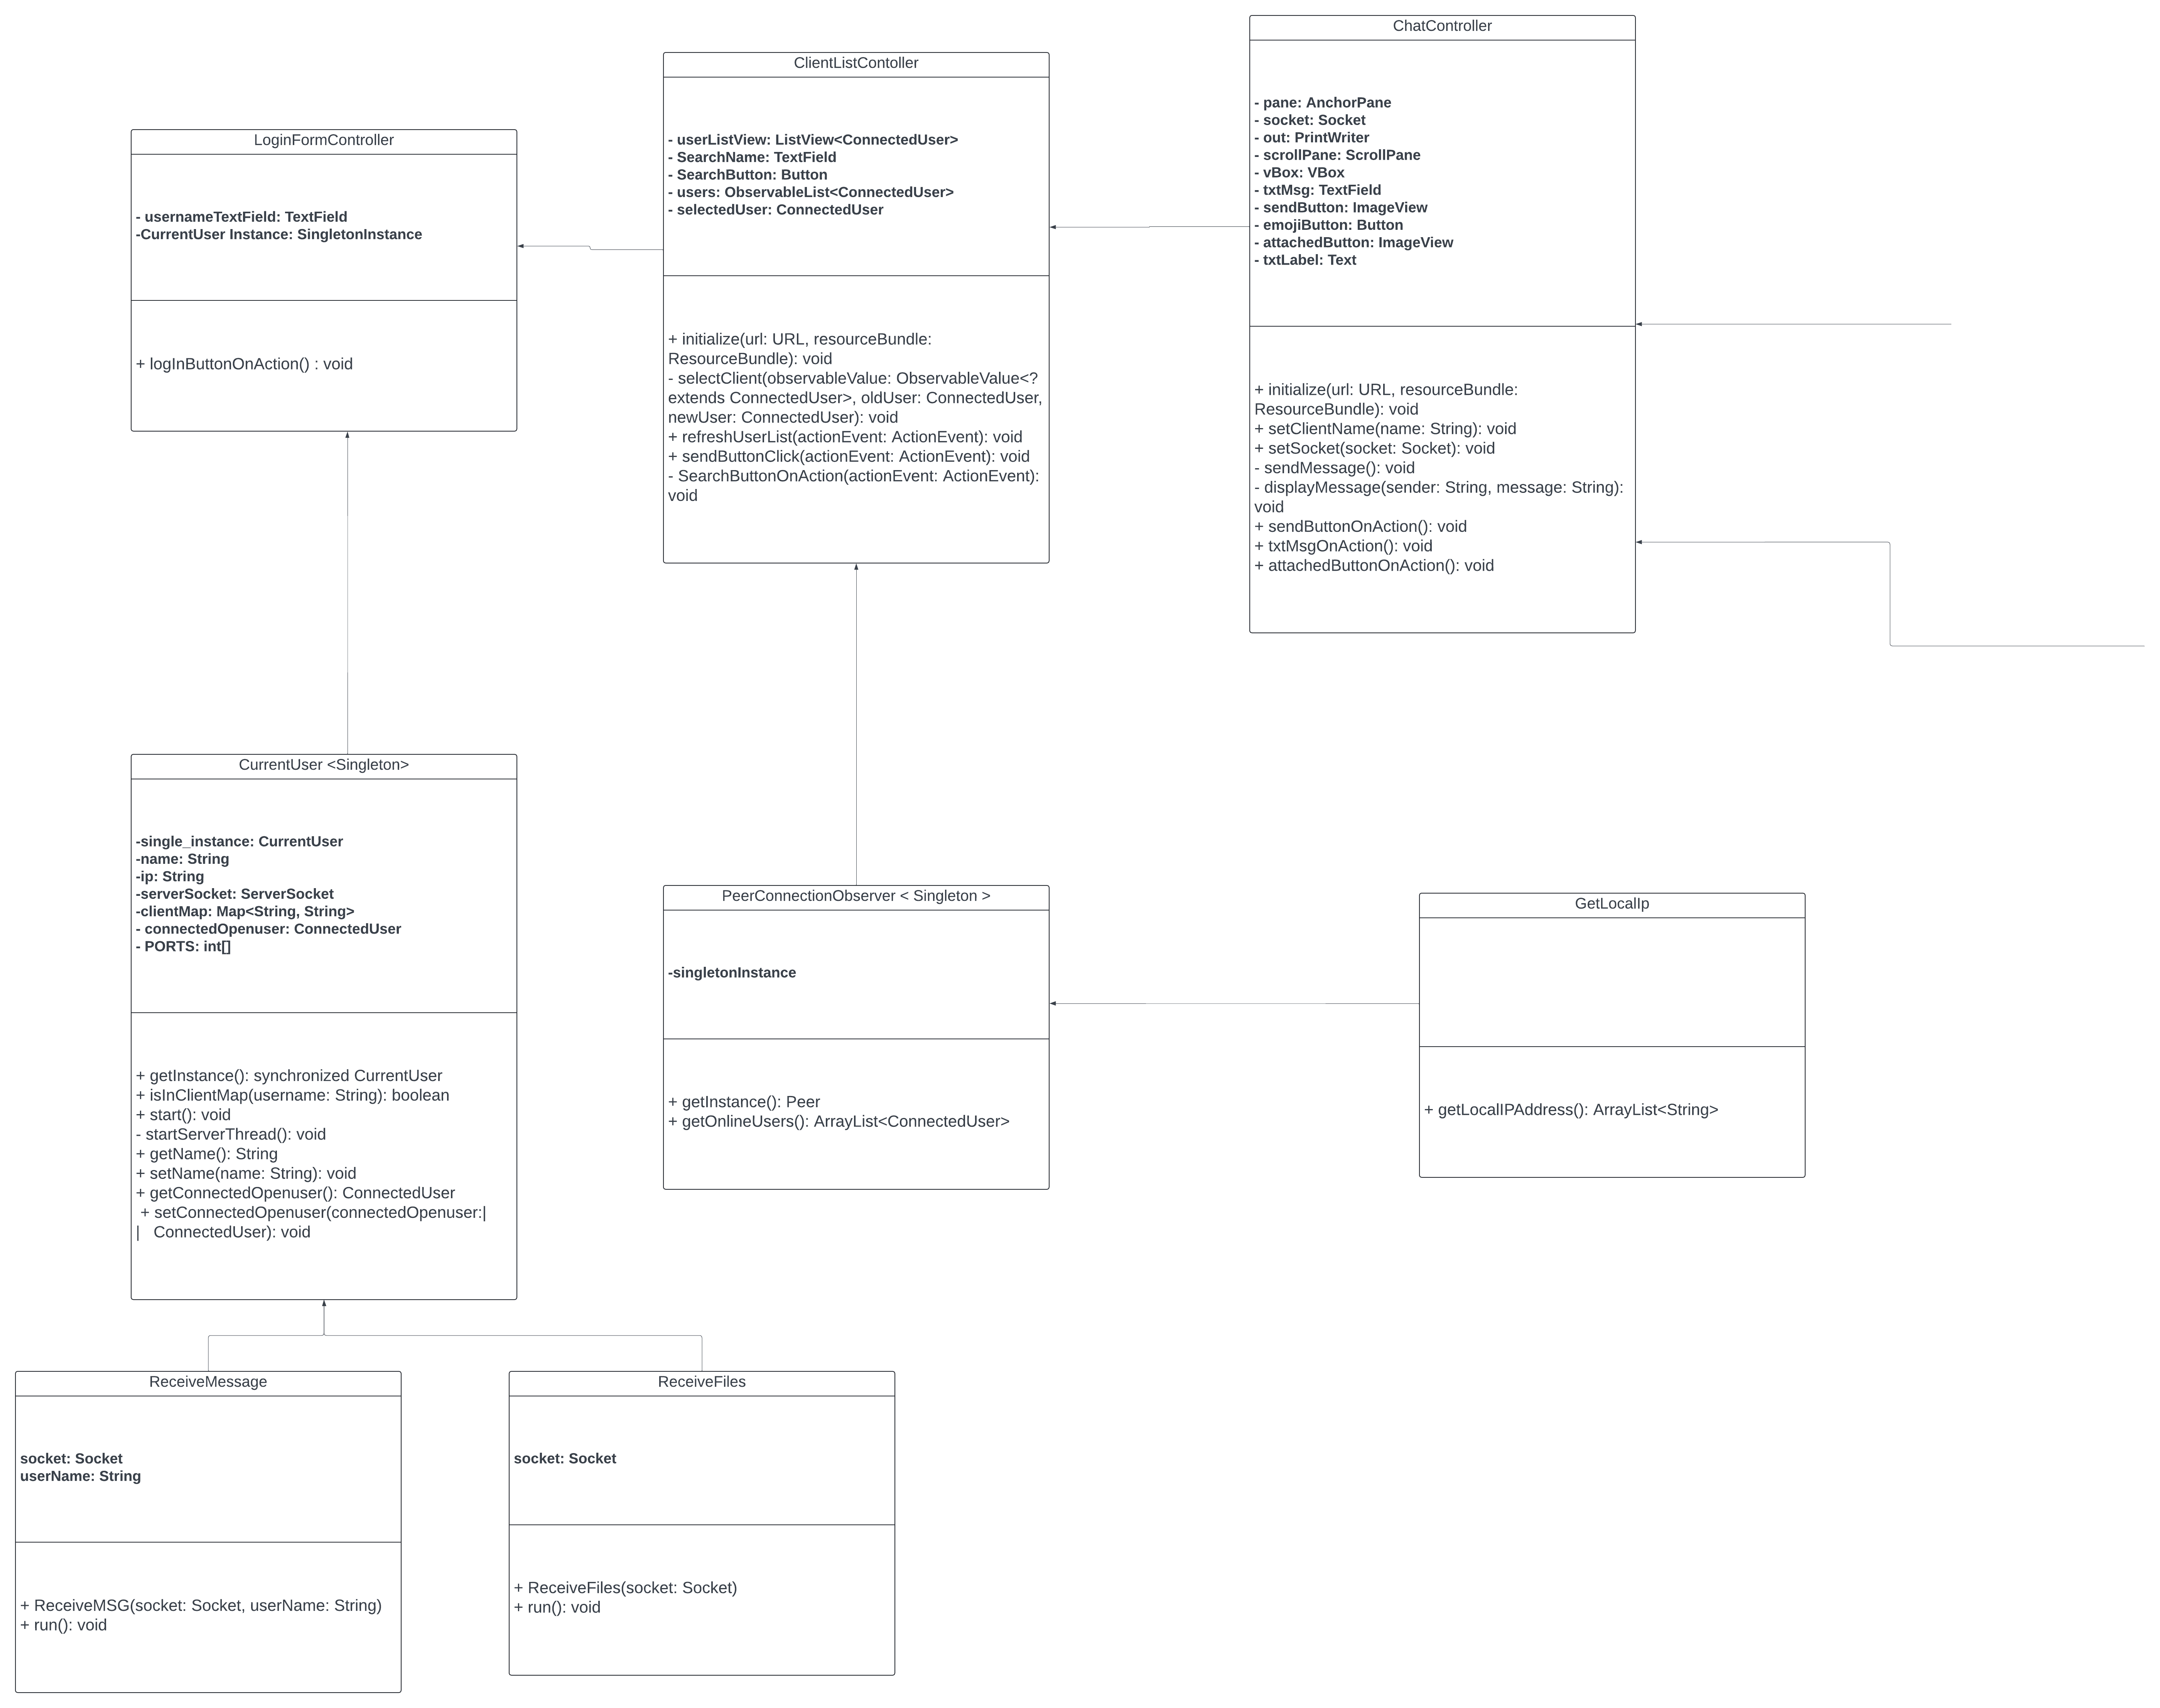 LoginFormController
- usernameTextField: TextField
-CurrentUser Instance: SingletonInstance
+ logInButtonOnAction() : void
ClientListContoller
- userListView: ListView<ConnectedUser>
- SearchName: TextField
- SearchButton: Button
- users: ObservableList<ConnectedUser>
- selectedUser: ConnectedUser
+ initialize(url: URL, resourceBundle:
ResourceBundle): void
- selectClient(observableValue: ObservableValue<?
extends ConnectedUser>, oldUser: ConnectedUser,
newUser: ConnectedUser): void
+ refreshUserList(actionEvent: ActionEvent): void
+ sendButtonClick(actionEvent: ActionEvent): void
- SearchButtonOnAction(actionEvent: ActionEvent):
void
ChatController
- pane: AnchorPane
- socket: Socket
- out: PrintWriter
- scrollPane: ScrollPane
- vBox: VBox
- txtMsg: TextField
- sendButton: ImageView
- emojiButton: Button
- attachedButton: ImageView
- txtLabel: Text
+ initialize(url: URL, resourceBundle:
ResourceBundle): void
+ setClientName(name: String): void
+ setSocket(socket: Socket): void
- sendMessage(): void
- displayMessage(sender: String, message: String):
void
+ sendButtonOnAction(): void
+ txtMsgOnAction(): void
+ attachedButtonOnAction(): void
CurrentUser <Singleton>
-single_instance: CurrentUser
-name: String
-ip: String
-serverSocket: ServerSocket
-clientMap: Map<String, String>
- connectedOpenuser: ConnectedUser
- PORTS: int[]
+ getInstance(): synchronized CurrentUser
+ isInClientMap(username: String): boolean
+ start(): void
- startServerThread(): void
+ getName(): String
+ setName(name: String): void
+ getConnectedOpenuser(): ConnectedUser
+ setConnectedOpenuser(connectedOpenuser:|
|   ConnectedUser): void
PeerConnectionObserver < Singleton >
-singletonInstance
+ getInstance(): Peer
+ getOnlineUsers(): ArrayList<ConnectedUser>
GetLocalIp
+ getLocalIPAddress(): ArrayList<String>
ReceiveMessage
socket: Socket
userName: String
+ ReceiveMSG(socket: Socket, userName: String)
+ run(): void
ReceiveFiles
socket: Socket
+ ReceiveFiles(socket: Socket)
+ run(): void